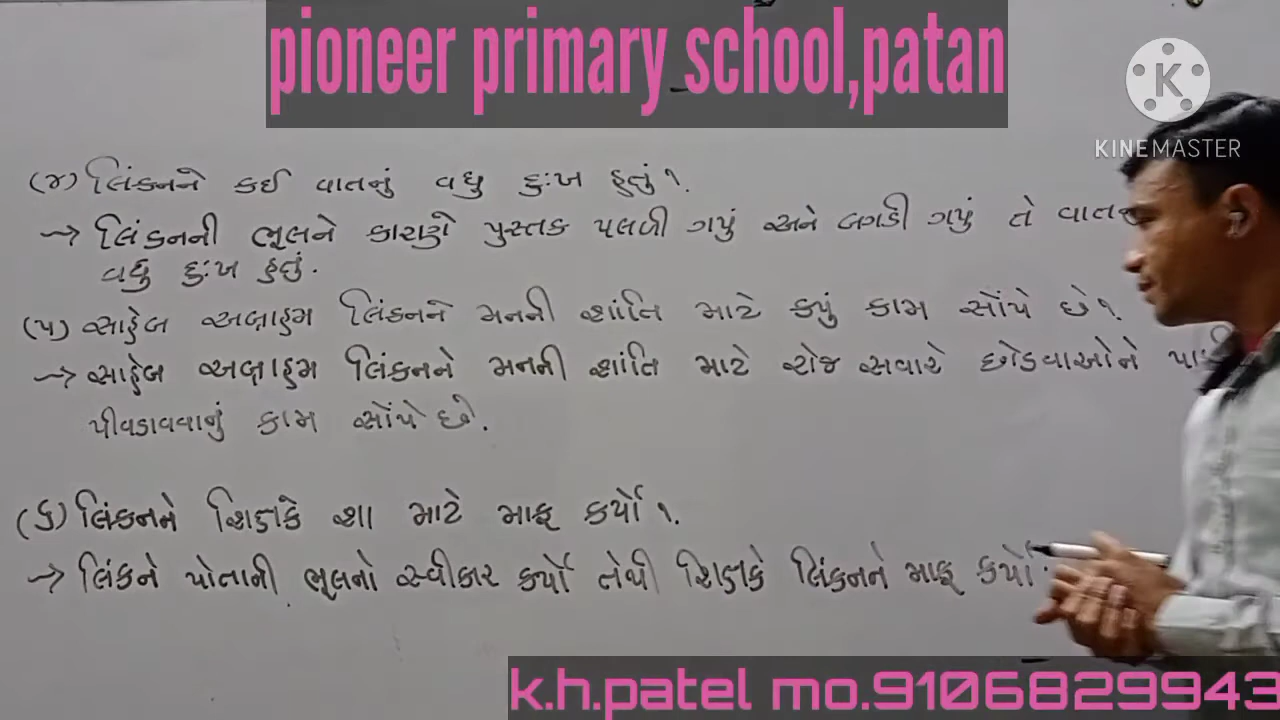 pioneer primary school,patan
K
KINEMASTER
(૪) લિંકનને કઈ વાતનું વધુ દુઃખ હતું?
→ લિંકનની ભૂલને કારણે પુસ્તક પલળી ગયું અને બગડી ગયું તે
વધુ દુઃખ હતું.
(૫) સાહેબ અબ્રાહમ લિંકનને મનની શાંતિ માટે કયું કામ સોંપે છે?
→ સાહેબ અબ્રાહમ લિંકનને મનની શાંતિ માટે રોજ સવારે છોડવાઓને
પીવડાવવાનું કામ સોંપે છે.
(૬) લિંકનને શિક્ષકે શા માટે માફ કર્યો?
→ લિંકને પોતાની ભૂલનો સ્વીકાર કર્યો તેથી શિક્ષકે લિંકનને માફ કર્યો.
k.h.patel mo.9106829943